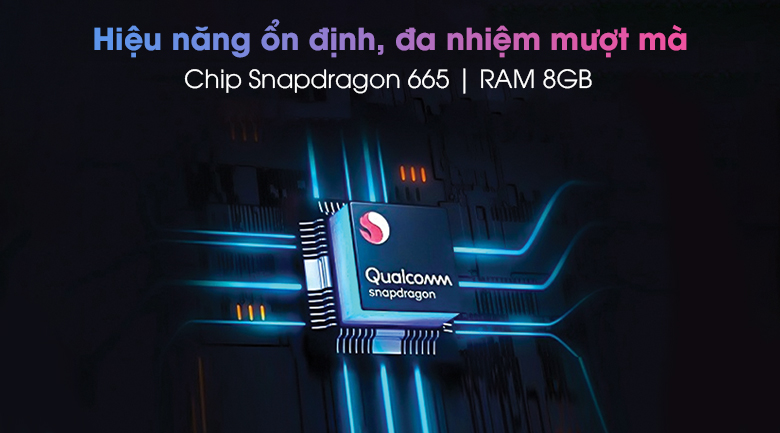 Hiệu năng ổn định, đa nhiệm mượt mà
Chip Snapdragon 665 | RAM 8GB
Qualcomm
snapdragon